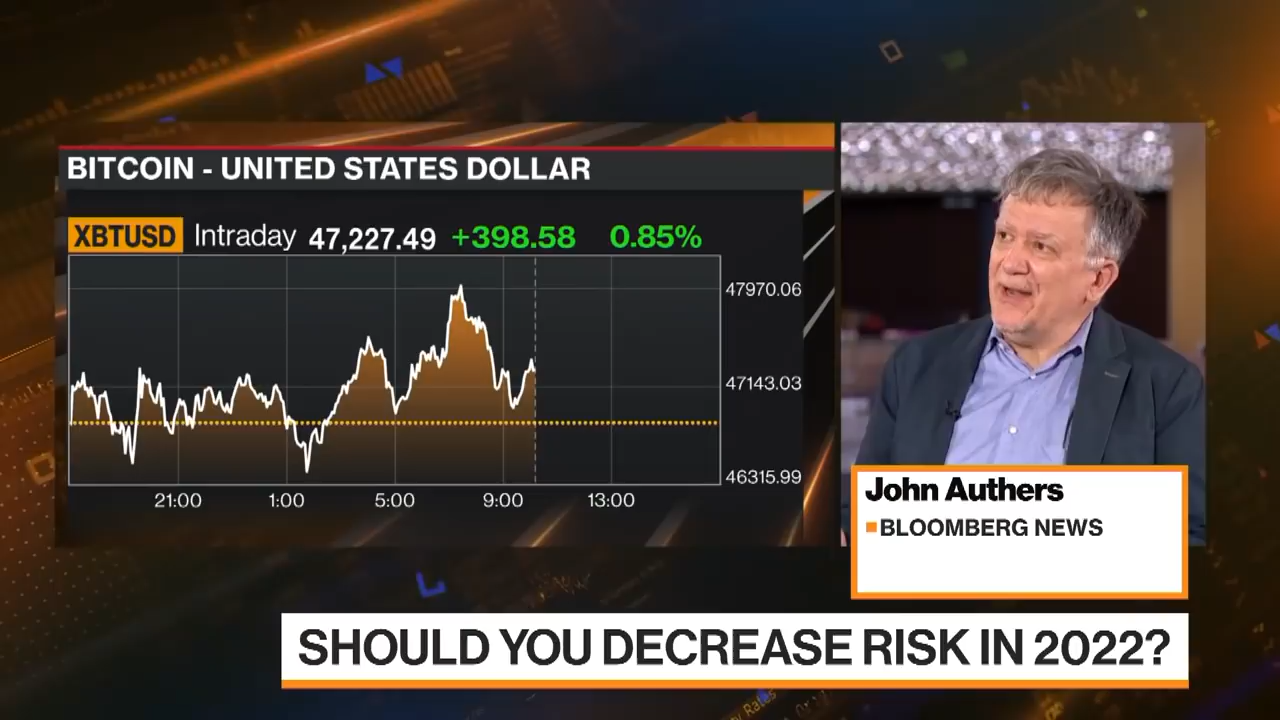 BITCOIN - UNITED STATES DOLLAR
XBTUSD Intraday 47,227.49 +398.58 0.85%
47970.06
47143.03
46315.99
21:00 1:00 5:00 9:00 13:00
John Authers
BLOOMBERG NEWS
SHOULD YOU DECREASE RISK IN 2022?